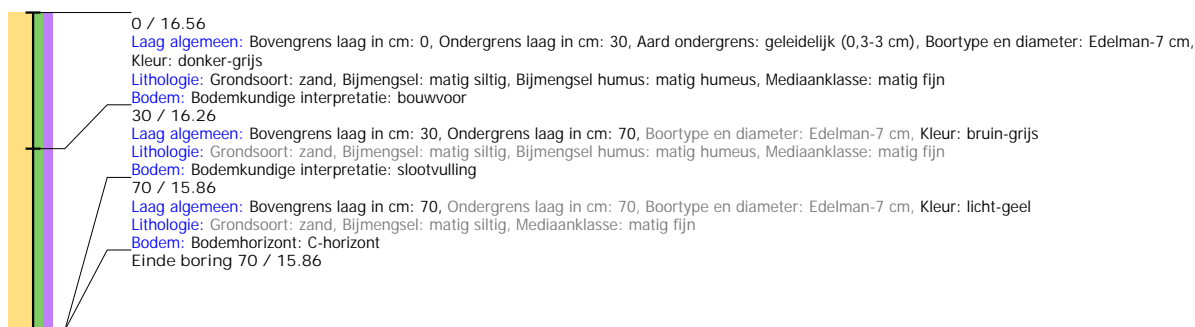 0 / 16.56
Laag algemeen: Bovengrens laag in cm: 0, Ondergrens laag in cm: 30, Aard ondergrens: geleidelijk (0,3-3 cm), Boortype en diameter: Edelman-7 cm,
Kleur: donker-grijs
Lithologie: Grondsoort: zand, Bijmengsel: matig siltig, Bijmengsel humus: matig humeus, Mediaanklasse: matig fijn
Bodem: Bodemkundige interpretatie: bouwvoor
30 / 16.26
Laag algemeen: Bovengrens laag in cm: 30, Ondergrens laag in cm: 70, Boortype en diameter: Edelman-7 cm, Kleur: bruin-grijs
Lithologie: Grondsoort: zand, Bijmengsel: matig siltig, Bijmengsel humus: matig humeus, Mediaanklasse: matig fijn
Bodem: Bodemkundige interpretatie: slootvulling
70 / 15.86
Laag algemeen: Bovengrens laag in cm: 70, Ondergrens laag in cm: 70, Boortype en diameter: Edelman-7 cm, Kleur: licht-geel
Lithologie: Grondsoort: zand, Bijmengsel: matig siltig, Mediaanklasse: matig fijn
Bodem: Bodemhorizont: C-horizont
Einde boring 70 / 15.86